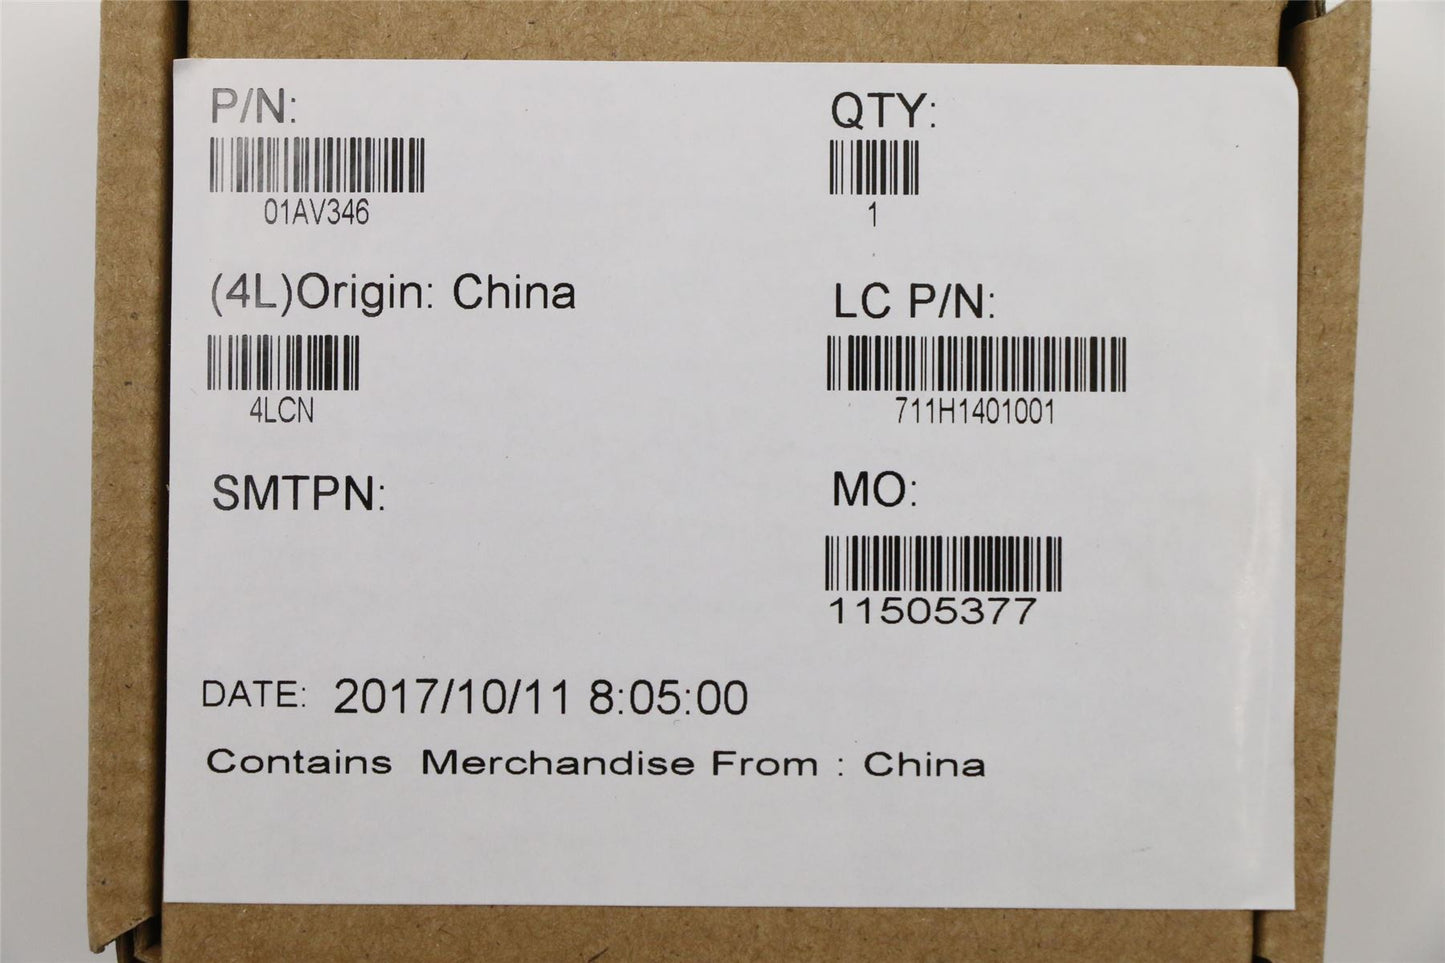 P/N:
01AV346
QTY:
1
(4L)Origin: China
4LCN
LC P/N:
711H1401001
SMTPN:
MO:
11505377
DATE: 2017/10/11 8:05:00
Contains Merchandise From : China